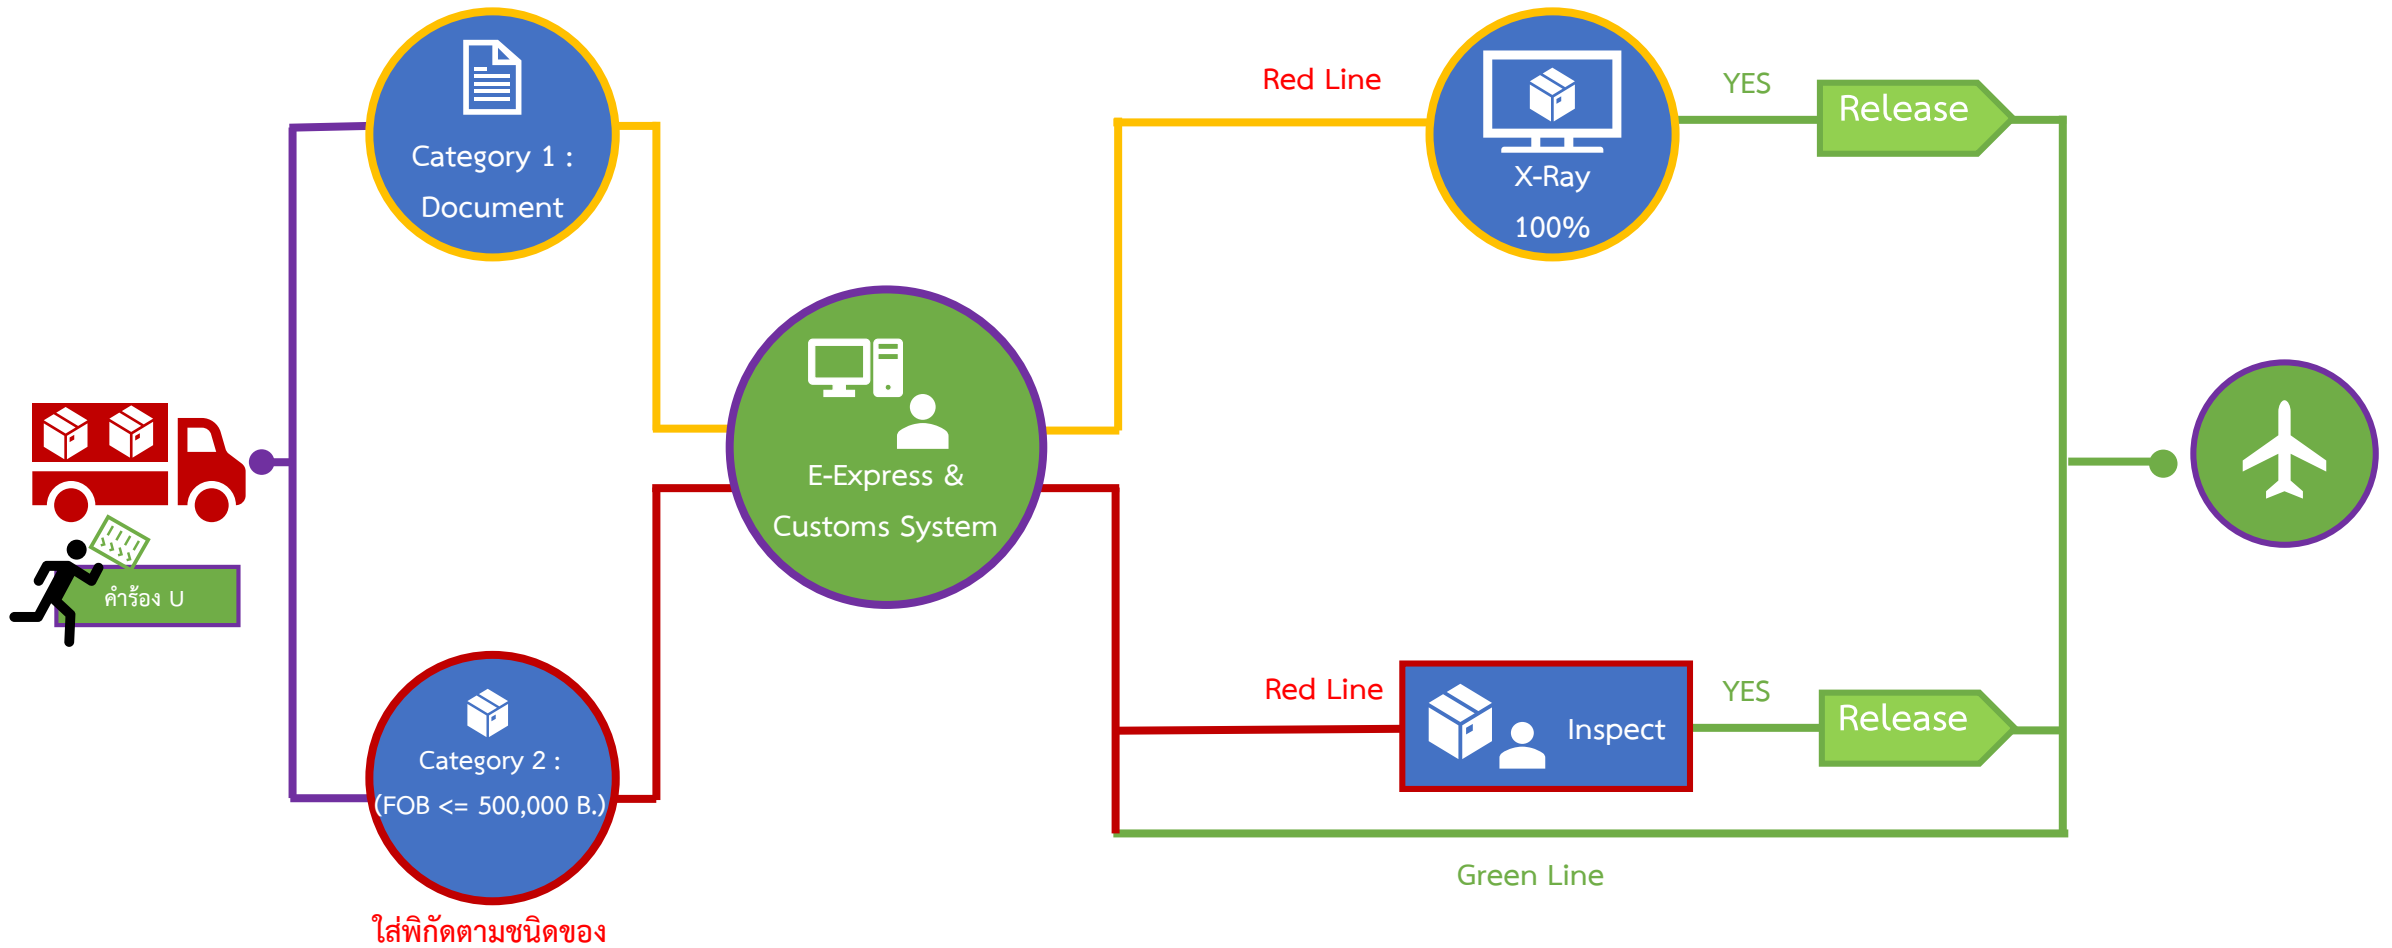 Category 1 :
Document
Red Line
X-Ray
100%
YES
Release
E-Express &
Customs System
คำร้อง U
Category 2 :
(FOB <= 500,000 B.)
ใส่พิกัดตามชนิดของ
Red Line
Inspect
YES
Release
Green Line